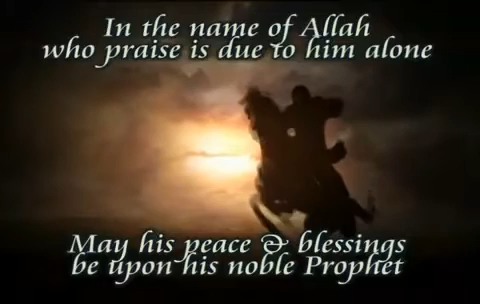 In the name of Allah
who praise is due to him alone
May his peace & blessings
be upon his noble Prophet